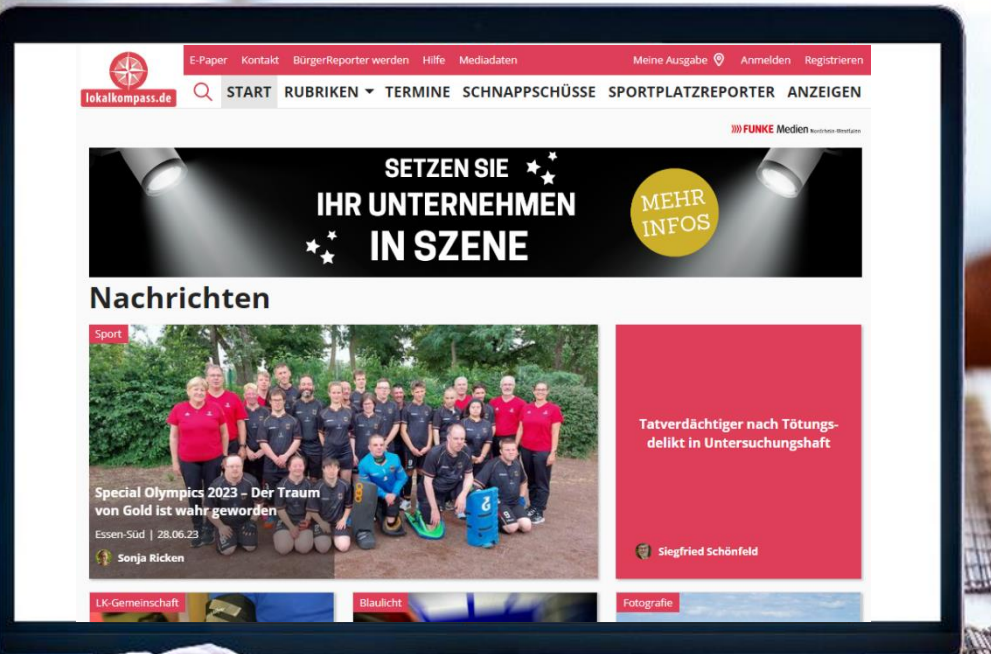 E-Paper Kontakt BürgerReporter werden Hilfe Mediadaten Meine Ausgabe Anmelden Registrieren
lokalkompass.de
START RUBRIKEN TERMINE SCHNAPPSCHÜSSE SPORTPLATZREPORTER ANZEIGEN
FUNKE Medien Nordrhein-Westfalen
SETZEN SIE
IHR UNTERNEHMEN
IN SZENE
MEHR
INFOS
Nachrichten
Sport
Special Olympics 2023 – Der Traum
von Gold ist wahr geworden
Essen-Süd | 28.06.23
Sonja Ricken
Tatverdächtiger nach Tötungs-
delikt in Untersuchungshaft
Siegfried Schönfeld
LK-Gemeinschaft
Blaulicht
Fotografie